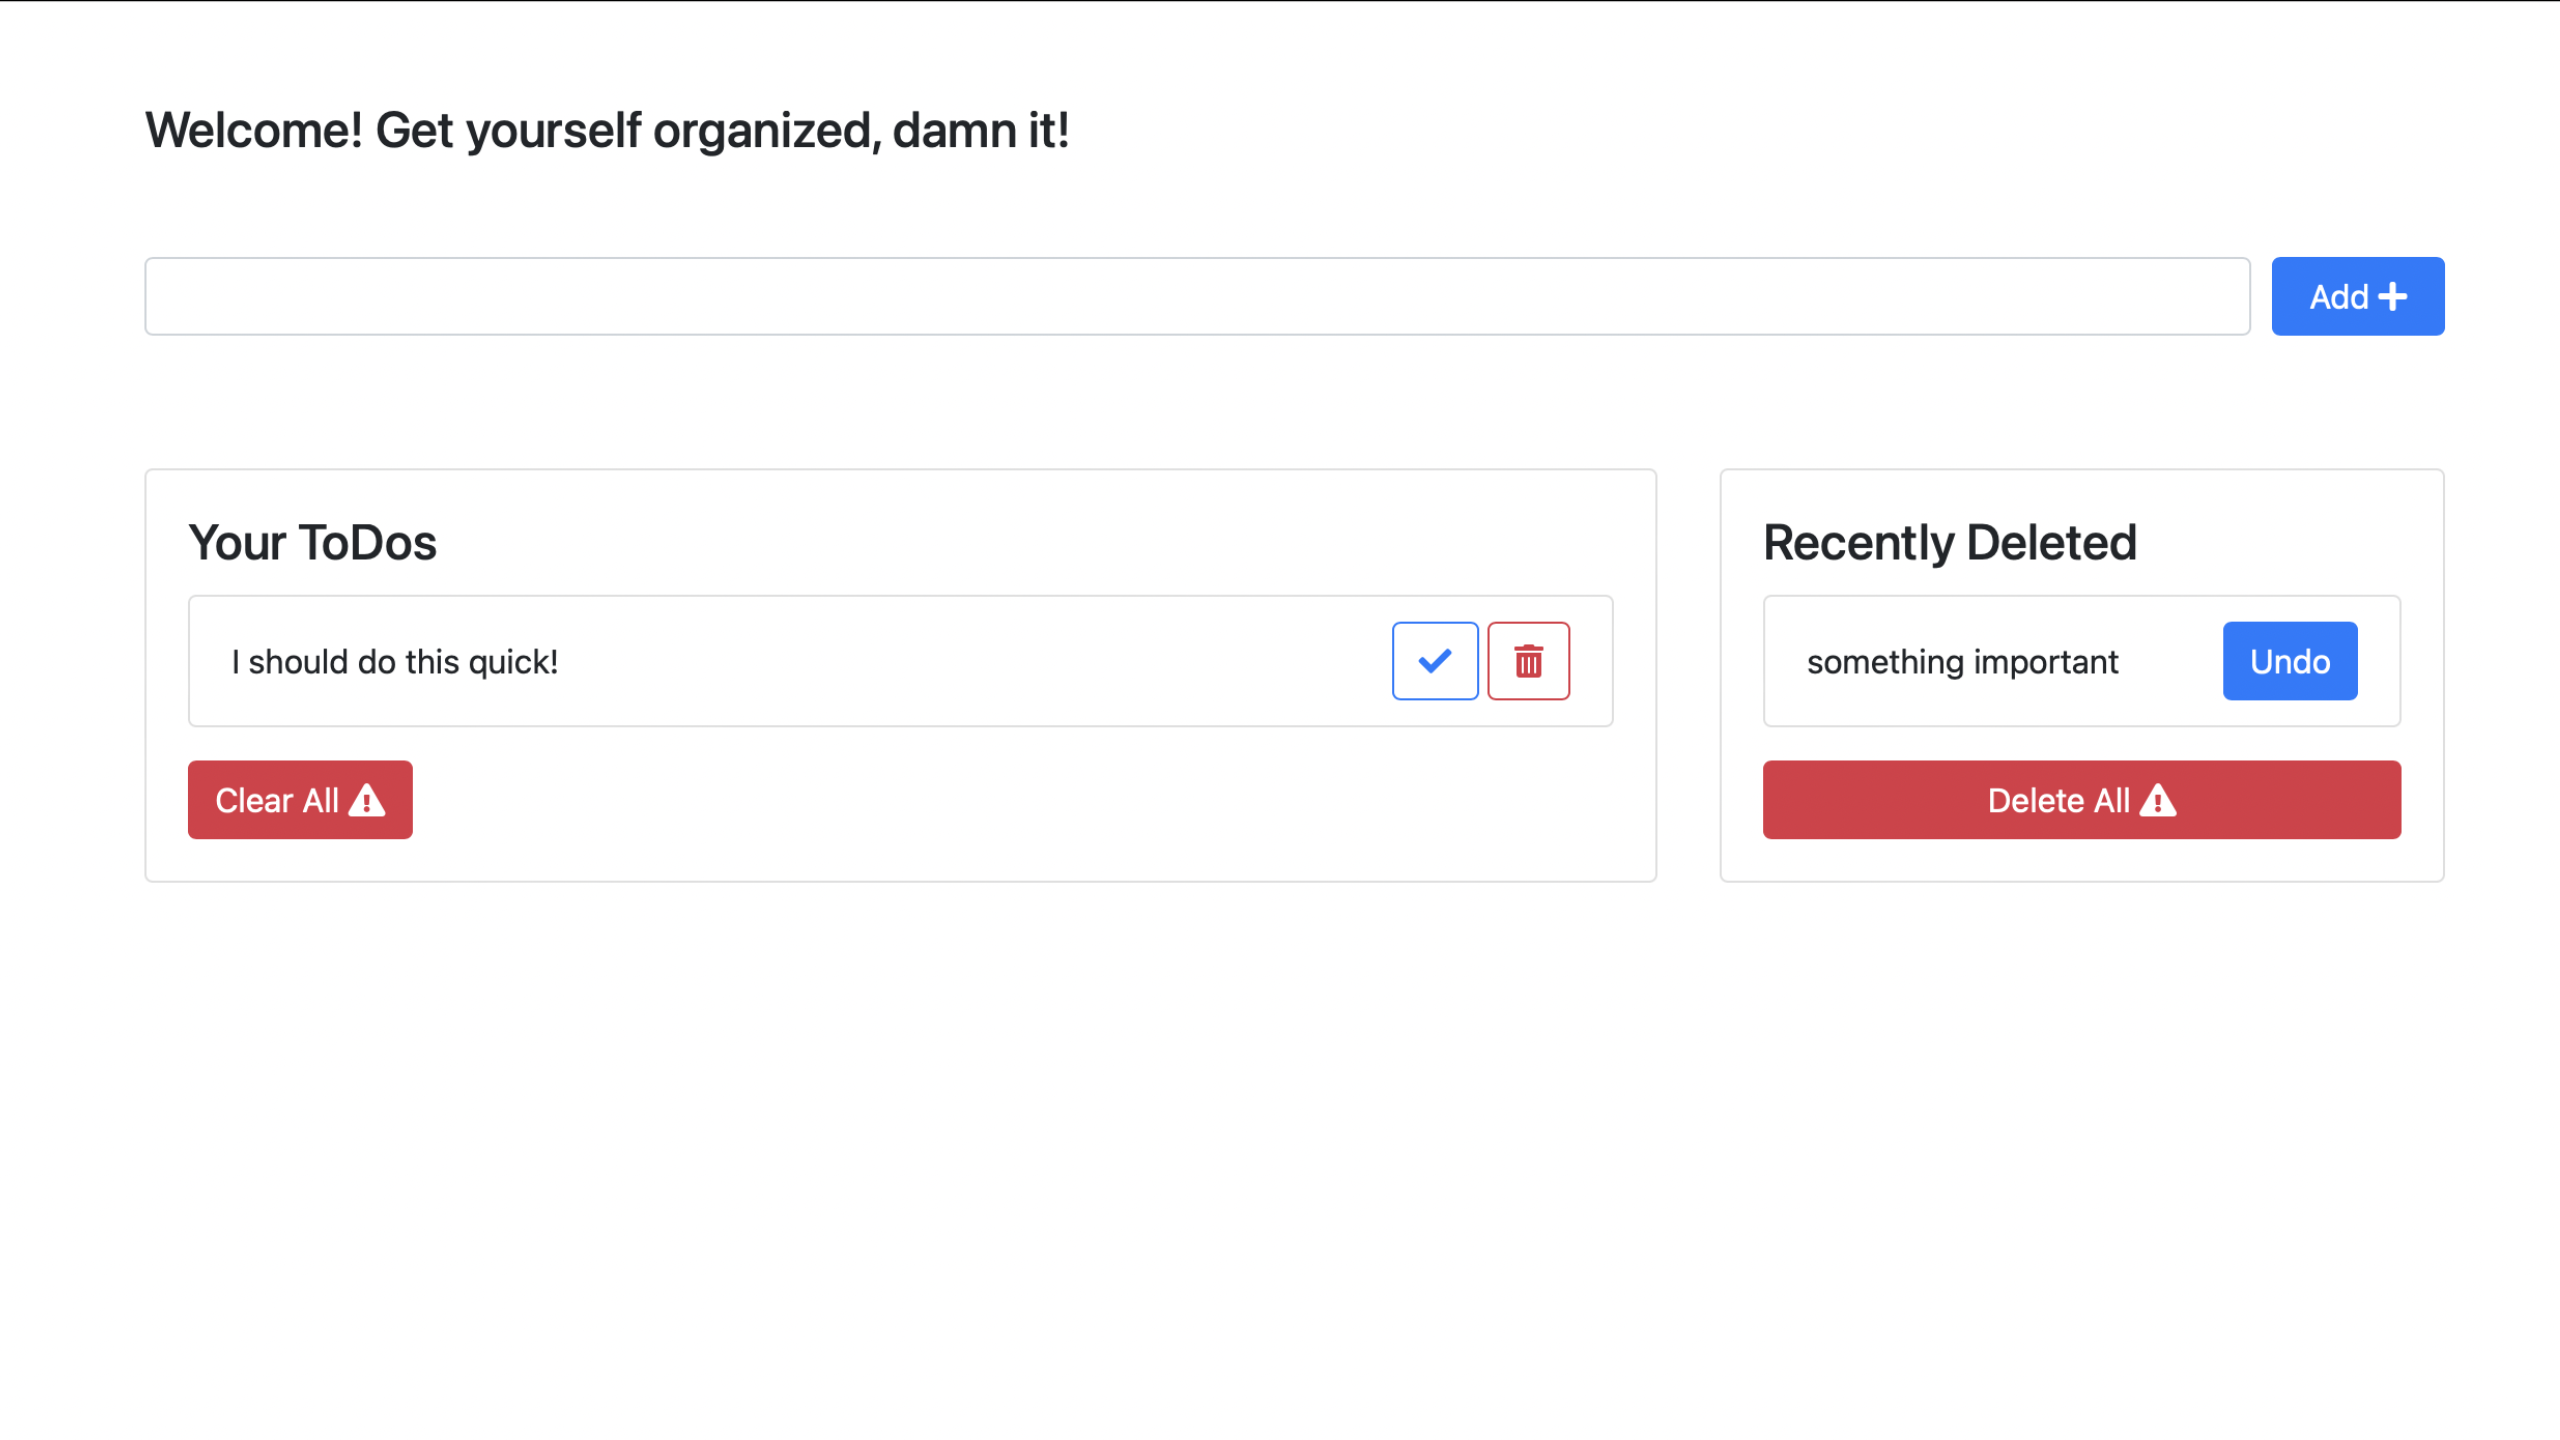 Welcome! Get yourself organized, damn it!
Add
Your ToDos
I should do this quick!
Clear All
Recently Deleted
something important
Undo
Delete All